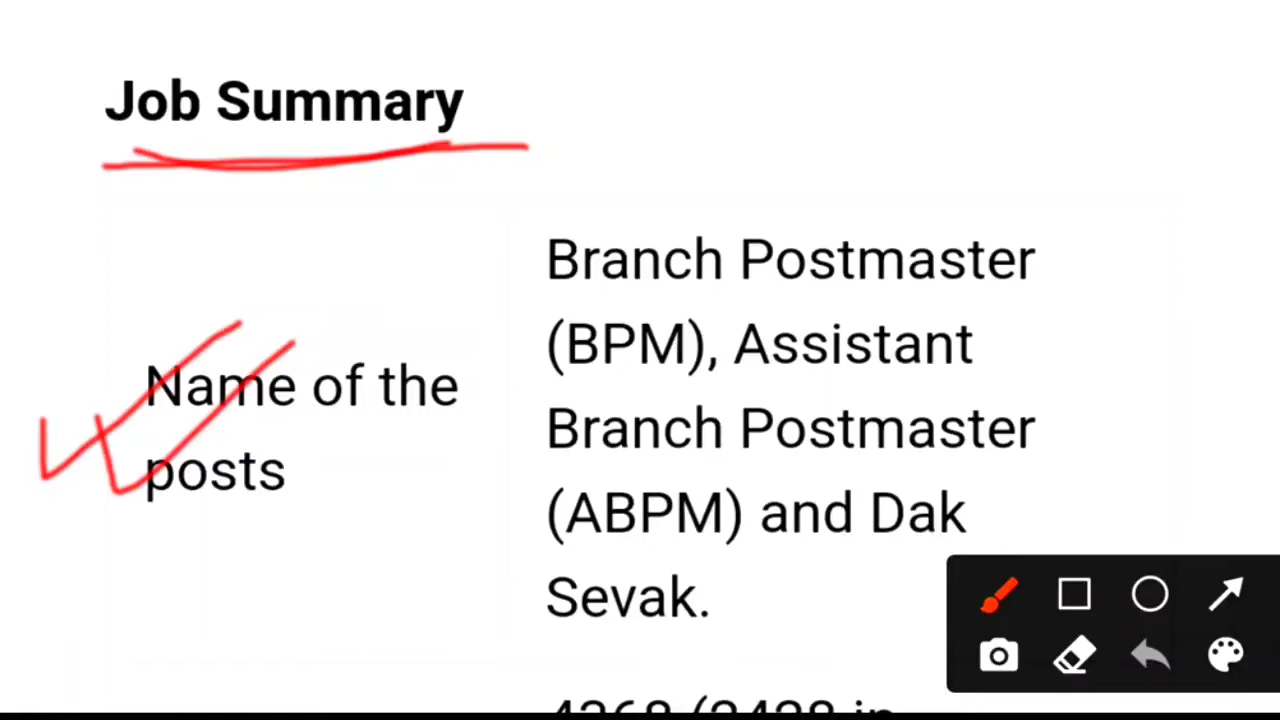 Job Summary
Name of the
posts
Branch Postmaster
(BPM), Assistant
Branch Postmaster
(ABPM) and Dak
Sevak.